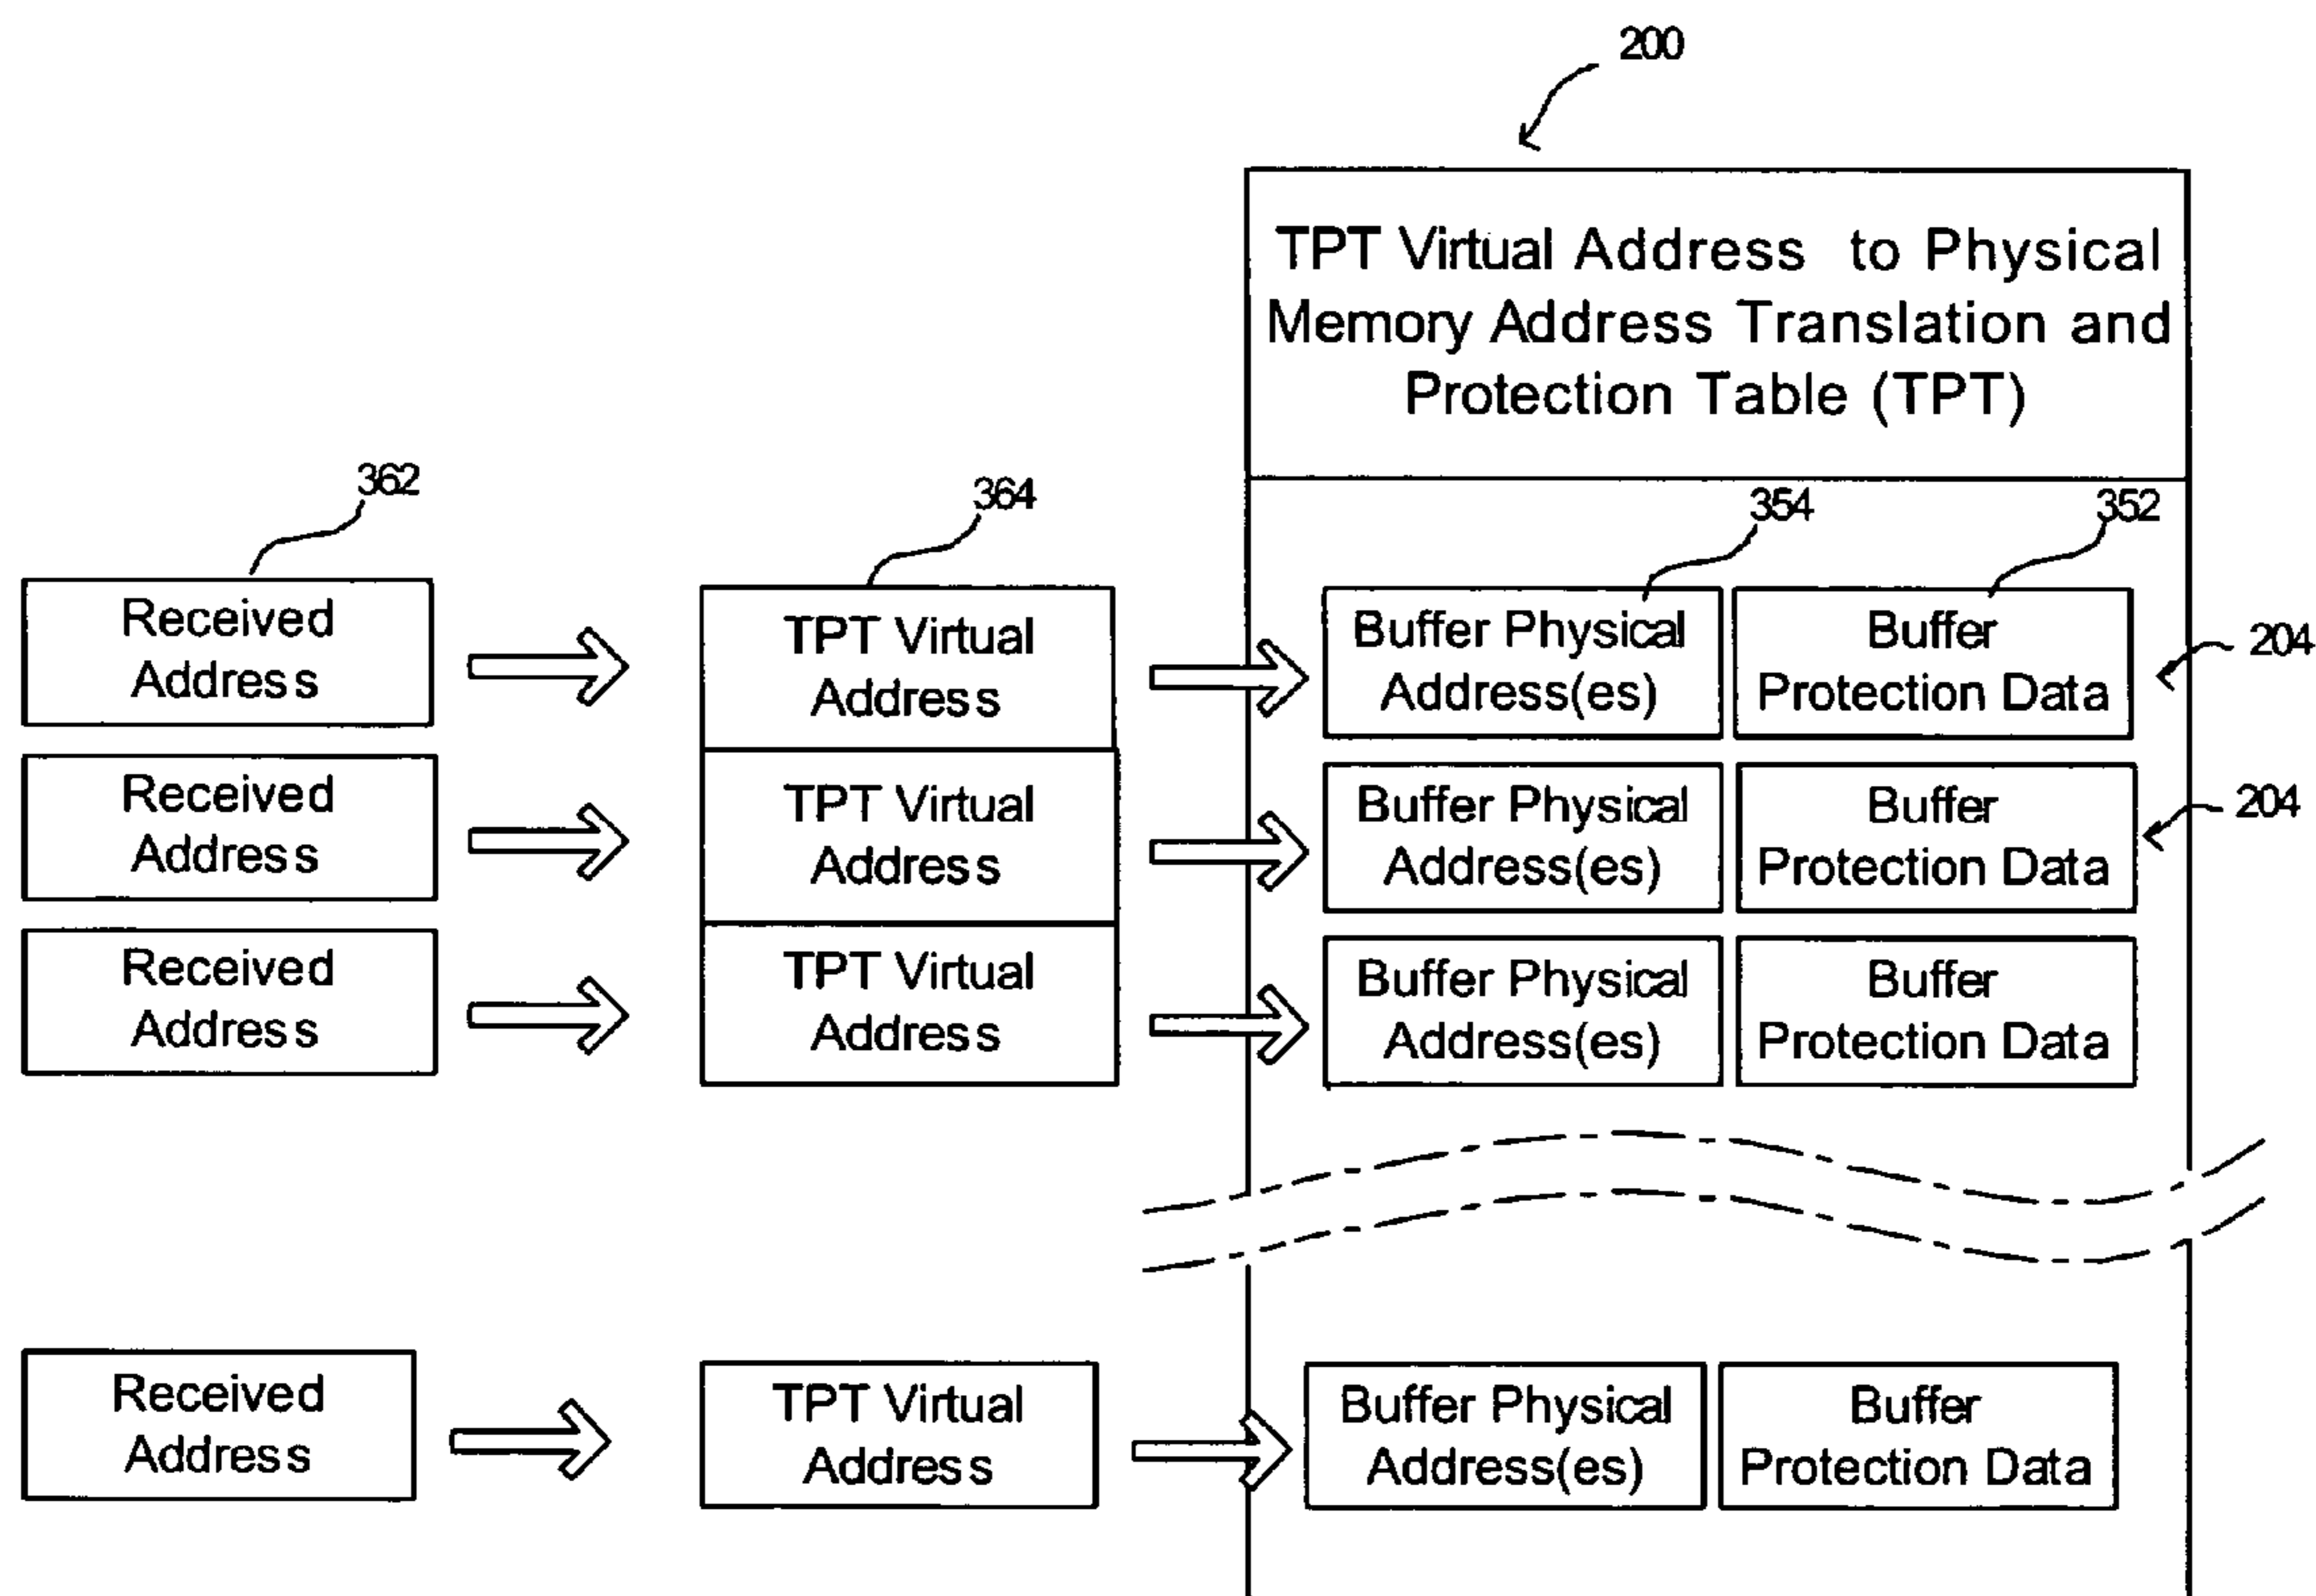 200
TPT Virtual Address to Physical
Memory Address Translation and
Protection Table (TPT)
362
364
354
352
Received
Address
TPT Virtual
Address
Buffer Physical
Address(es)
Buffer
Protection Data
204
Received
Address
TPT Virtual
Address
Buffer Physical
Address(es)
Buffer
Protection Data
204
Received
Address
TPT Virtual
Address
Buffer Physical
Address(es)
Buffer
Protection Data
Received
Address
TPT Virtual
Address
Buffer Physical
Address(es)
Buffer
Protection Data